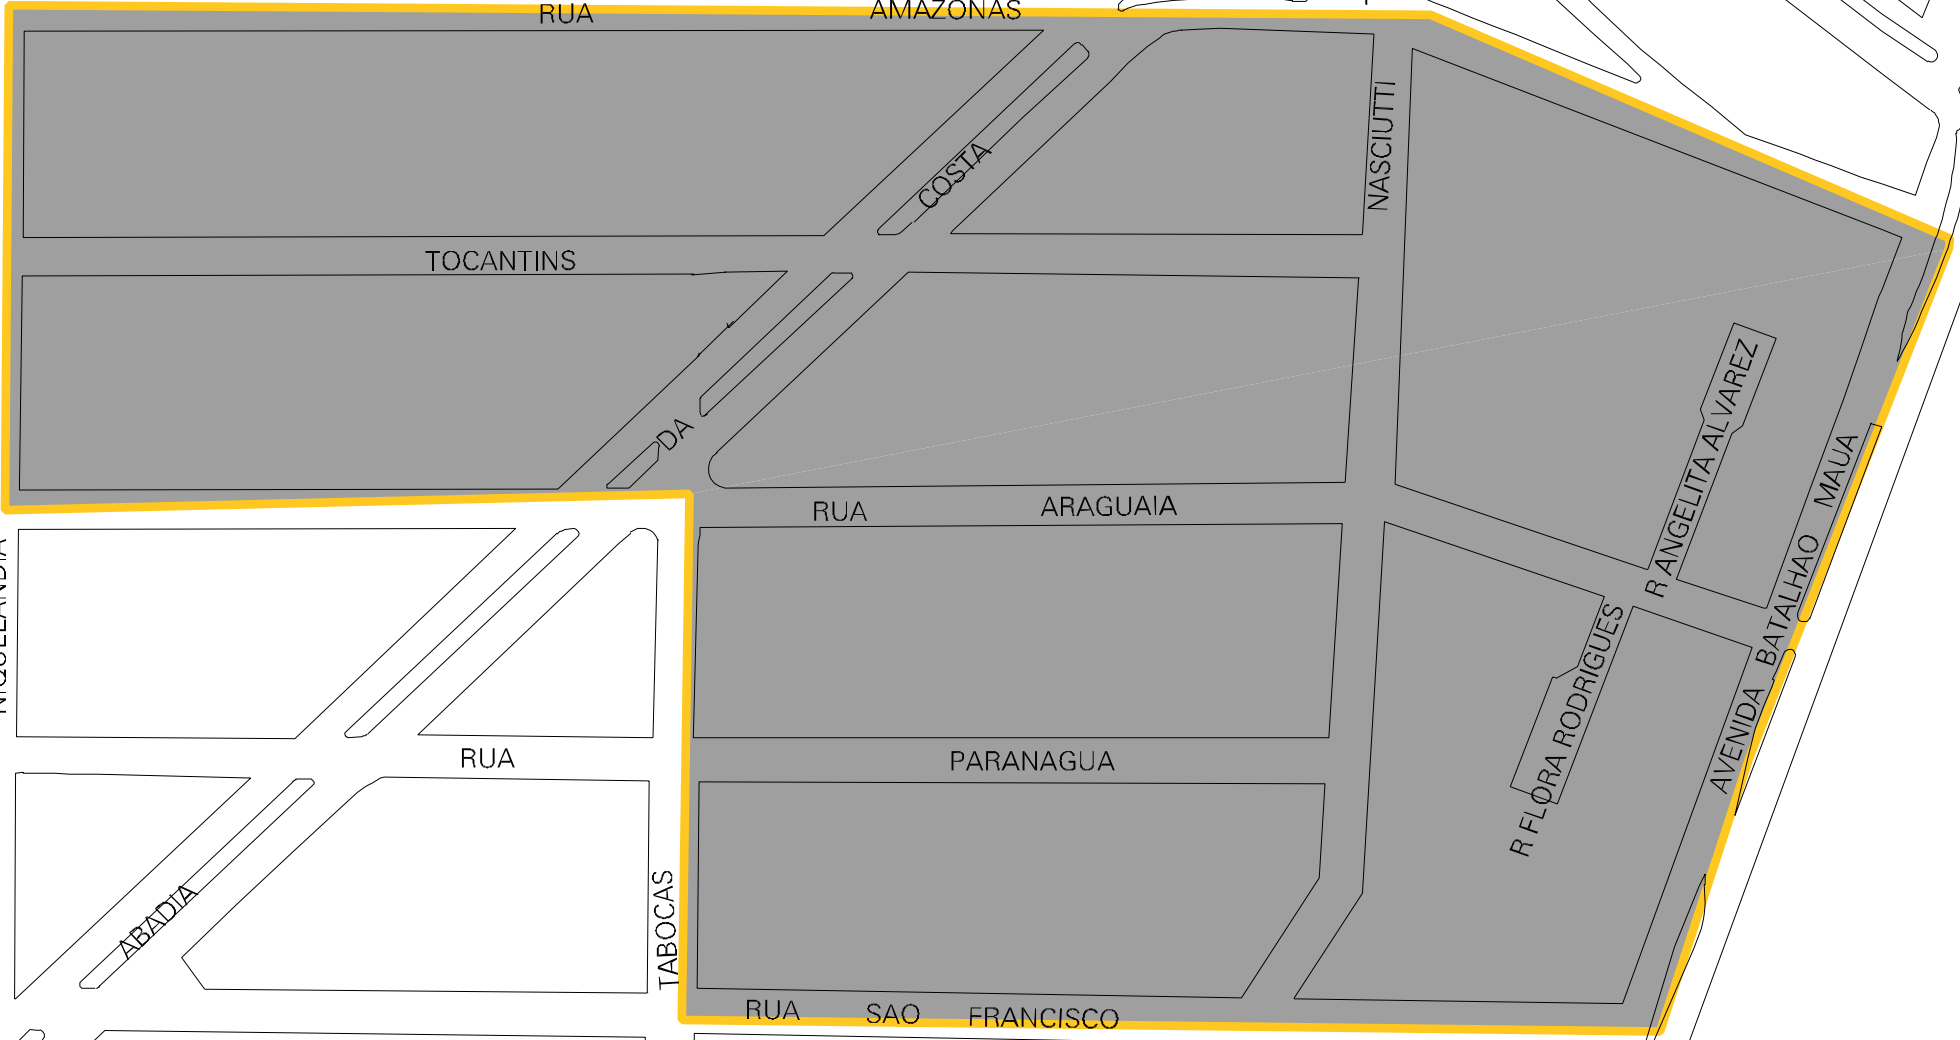 RUA AMAZONAS
COSTA
NASCIUTTI
TOCANTINS
DA
R ANGELITA ALVAREZ
RUA ARAGUAIA
AVENIDA BATALHAO MAUA
R FLORA RODRIGUES
RUA PARANAGUA
ABADIA
TABOCAS
RUA SAO FRANCISCO